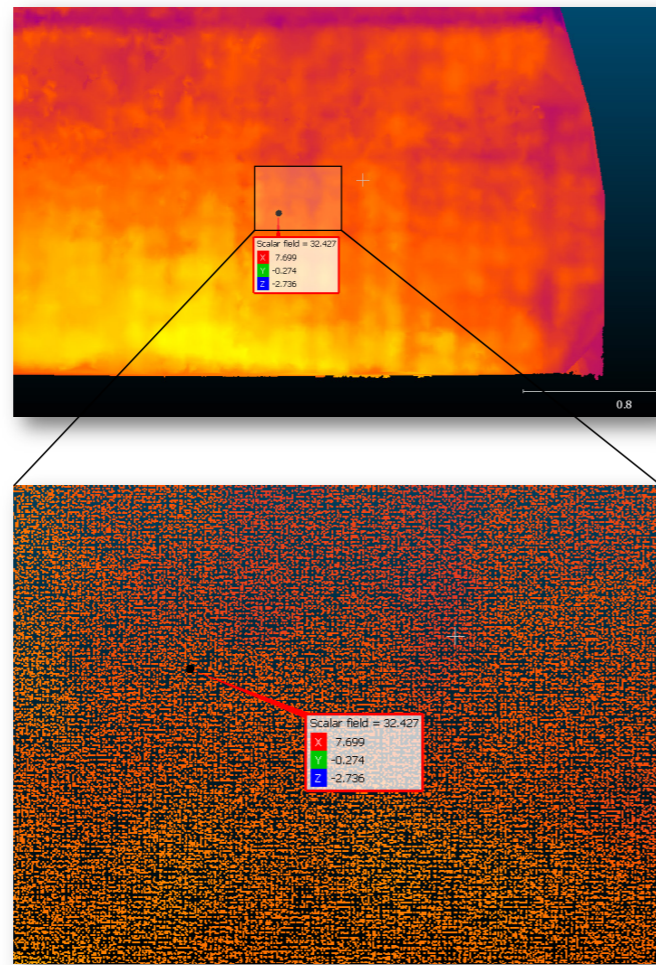 Scalar field = 32.427
X 7.699
Y -0.274
Z -2.736
0.8
Scalar field = 32.427
X 7.699
Y -0.274
Z -2.736